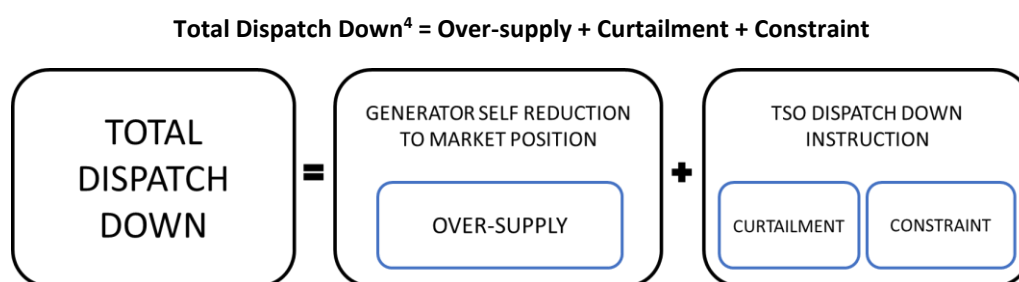 Total Dispatch Down⁴ = Over-supply + Curtailment + Constraint
TOTAL
DISPATCH
DOWN
=
GENERATOR SELF REDUCTION
TO MARKET POSITION
OVER-SUPPLY
+
TSO DISPATCH DOWN
INSTRUCTION
CURTAILMENT
CONSTRAINT